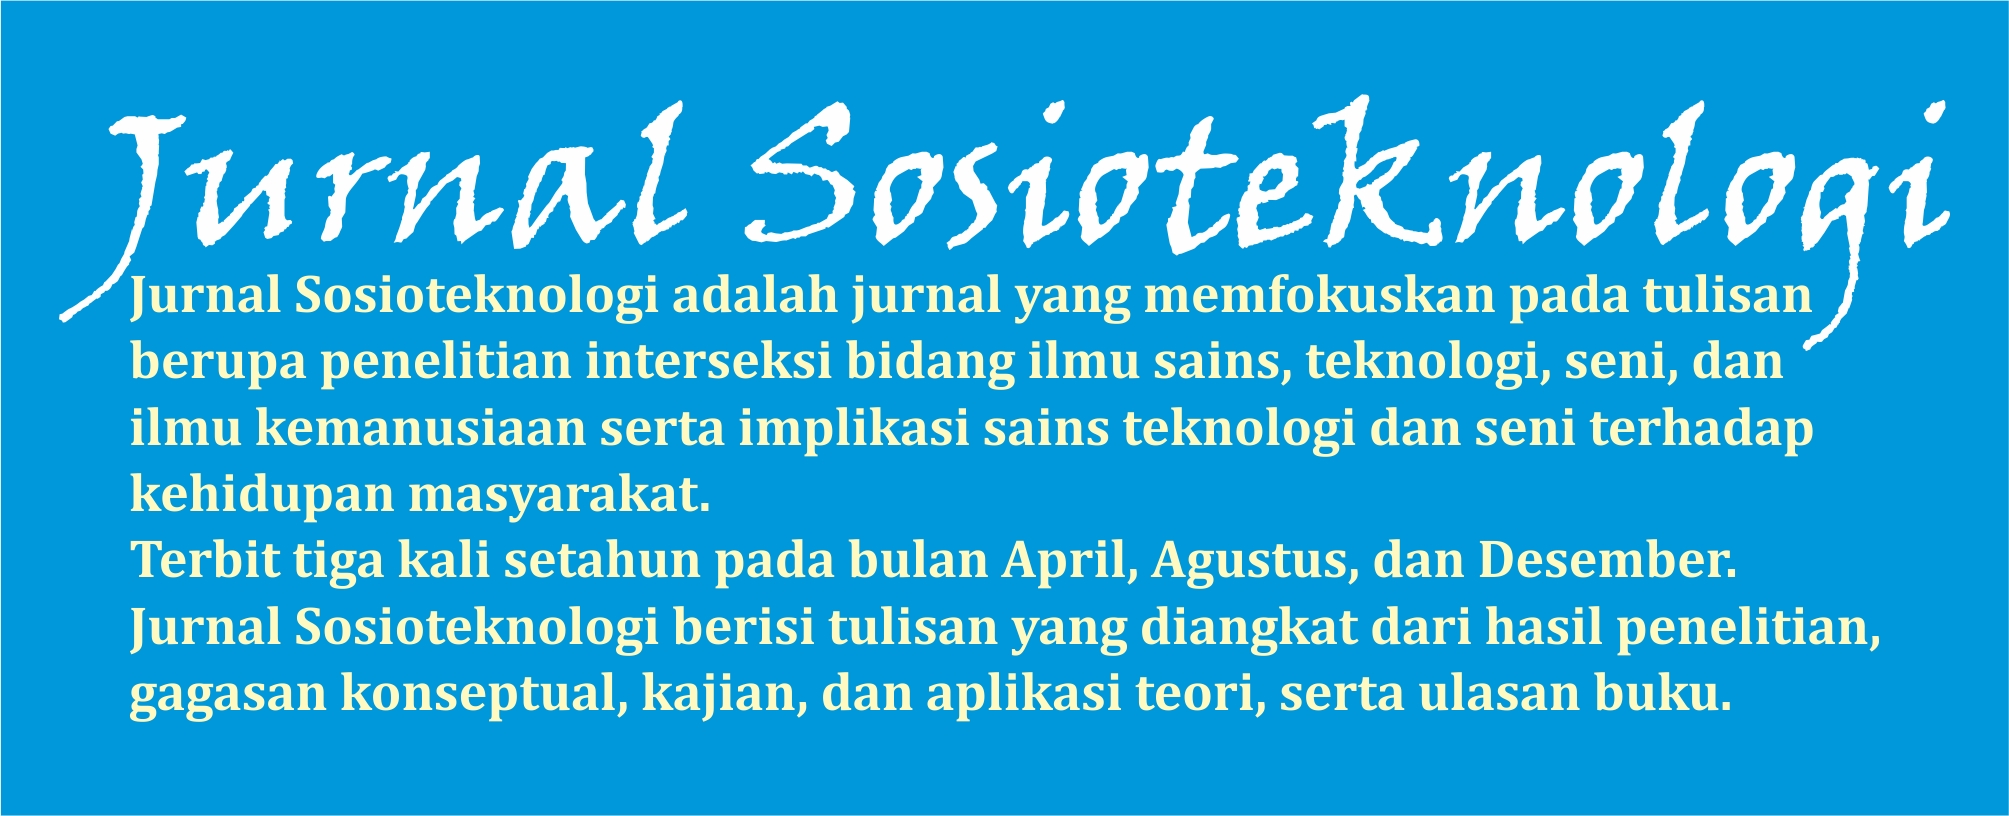 Jurnal Sosioteknologi
Jurnal Sosioteknologi adalah jurnal yang memfokuskan pada tulisan
berupa penelitian interseksi bidang ilmu sains, teknologi, seni, dan
ilmu kemanusiaan serta implikasi sains teknologi dan seni terhadap
kehidupan masyarakat.
Terbit tiga kali setahun pada bulan April, Agustus, dan Desember.
Jurnal Sosioteknologi berisi tulisan yang diangkat dari hasil penelitian,
gagasan konseptual, kajian, dan aplikasi teori, serta ulasan buku.